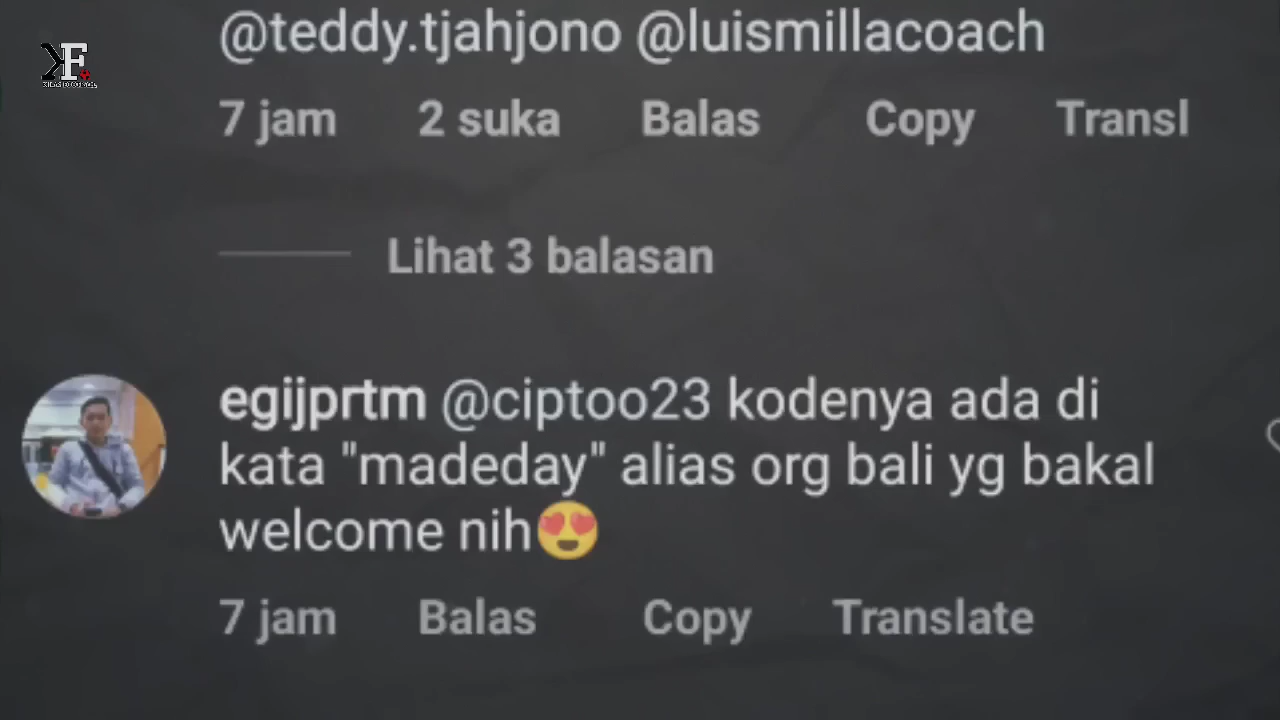 @teddy.tjahjono @luismillacoach
7 jam 2 suka Balas Copy Transl
Lihat 3 balasan
egijprtm @ciptoo23 kodenya ada di
kata "madeday" alias org bali yg bakal
welcome nih😍
7 jam Balas Copy Translate
KF